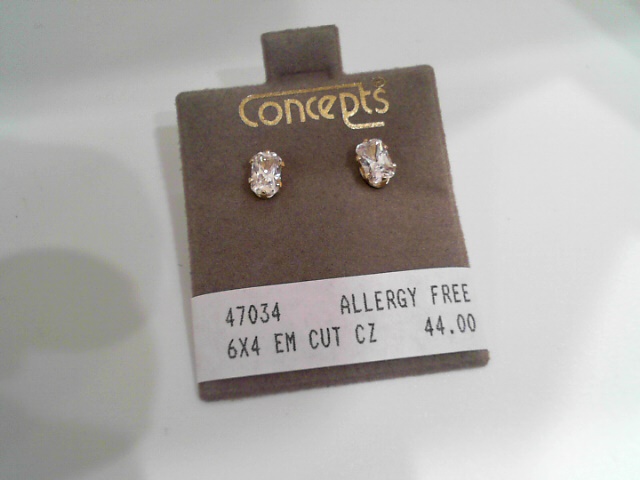 Concepts
47034 ALLERGY FREE
6X4 EM CUT CZ 44.00